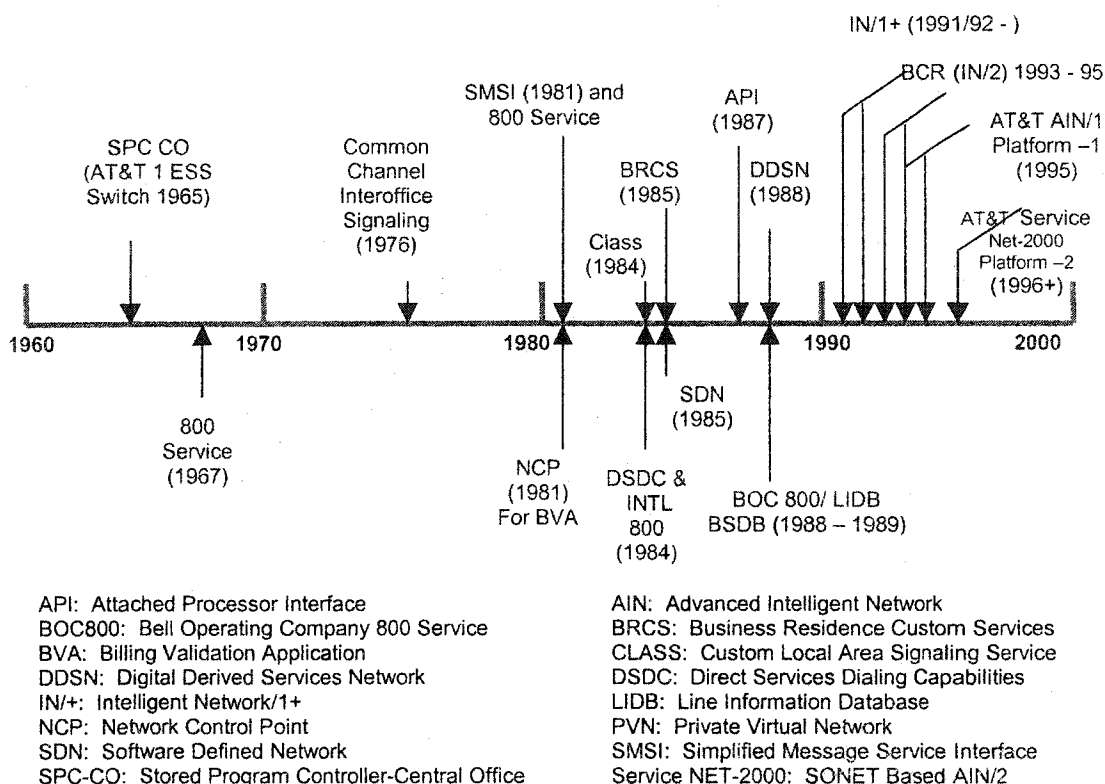 IN/1+ (1991/92 - )
BCR (IN/2) 1993 - 95
SMSI (1981) and
800 Service
API
(1987)
AT&T AIN/1
Platform –1
(1995)
SPC CO
(AT&T 1 ESS
Switch 1965)
Common
Channel
Interoffice
Signaling
(1976)
BRCS
(1985)
DDSN
(1988)
Class
(1984)
AT&T Service
Net-2000
Platform –2
(1996+)
1960
1970
1980
1990
2000
800
Service
(1967)
SDN
(1985)
NCP
(1981)
For BVA
DSDC &
INTL
800
(1984)
BOC 800/ LIDB
BSDB (1988 – 1989)
API: Attached Processor Interface
BOC800: Bell Operating Company 800 Service
BVA: Billing Validation Application
DDSN: Digital Derived Services Network
IN/+: Intelligent Network/1+
NCP: Network Control Point
SDN: Software Defined Network
SPC-CO: Stored Program Controller-Central Office
AIN: Advanced Intelligent Network
BRCS: Business Residence Custom Services
CLASS: Custom Local Area Signaling Service
DSDC: Direct Services Dialing Capabilities
LIDB: Line Information Database
PVN: Private Virtual Network
SMSI: Simplified Message Service Interface
Service NET-2000: SONET Based AIN/2